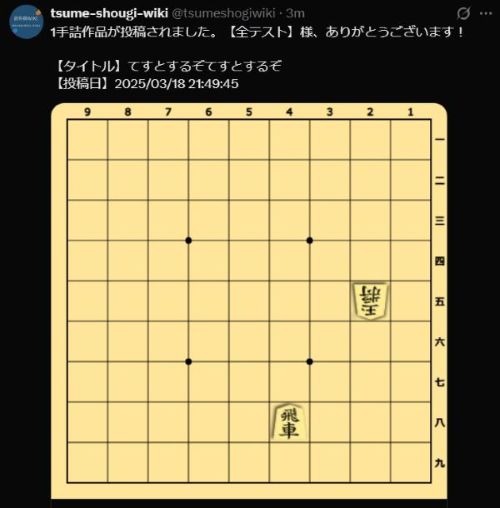 tsume-shougi-wiki @tsumeshogiwiki · 3m
1手詰作品が投稿されました。【全テスト】様、ありがとうございます！
【タイトル】てすとするぞてすとするぞ
【投稿日】2025/03/18 21:49:45
9 8 7 6 5 4 3 2 1
一
二
三
四
玉将
五
六
七
飛車
八
九